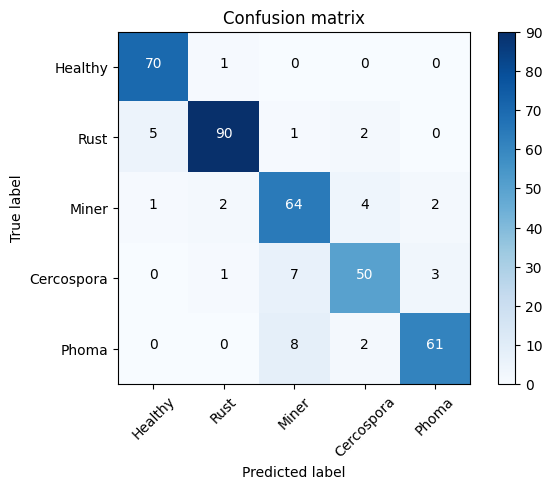 Confusion matrix
True label
Healthy 70 1 0 0 0
Rust 5 90 1 2 0
Miner 1 2 64 4 2
Cercospora 0 1 7 50 3
Phoma 0 0 8 2 61
Healthy Rust Miner Cercospora Phoma
Predicted label
90
80
70
60
50
40
30
20
10
0